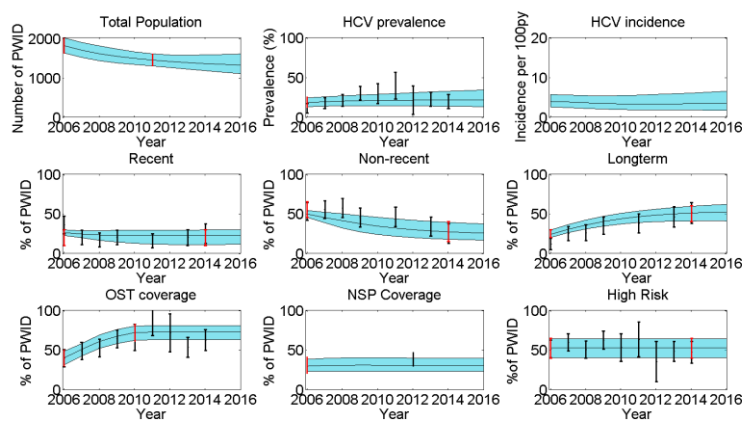 Total Population
Number of PWID
2000
1000
0
2006 2008 2010 2012 2014 2016
Year
HCV prevalence
Prevalence (%)
100
50
0
2006 2008 2010 2012 2014 2016
Year
HCV incidence
Incidence per 100py
20
10
0
2006 2008 2010 2012 2014 2016
Year
Recent
% of PWID
100
50
0
2006 2008 2010 2012 2014 2016
Year
Non-recent
% of PWID
100
50
0
2006 2008 2010 2012 2014 2016
Year
Longterm
% of PWID
100
50
0
2006 2008 2010 2012 2014 2016
Year
OST coverage
% of PWID
100
50
0
2006 2008 2010 2012 2014 2016
Year
NSP Coverage
% of PWID
100
50
0
2006 2008 2010 2012 2014 2016
Year
High Risk
%of PWID
100
50
0
2006 2008 2010 2012 2014 2016
Year